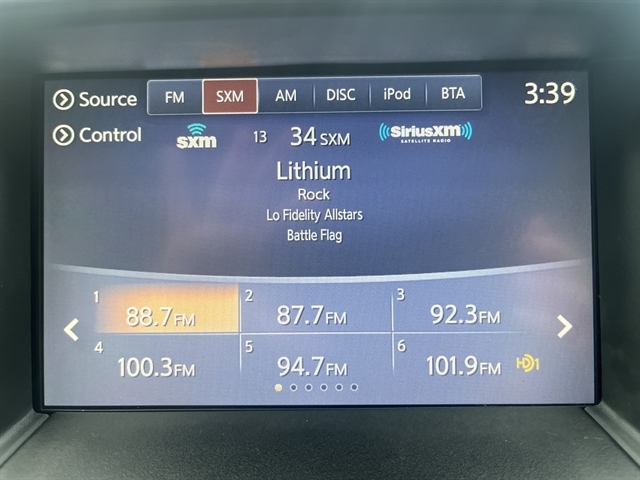 Source FM SXM AM DISC iPod BTA 3:39
Control sxm 13 34 SXM ((SiriusXM))
SATELLITE RADIO
Lithium
Rock
Lo Fidelity Allstars
Battle Flag
1 88.7FM 2 87.7FM 3 92.3FM
4 100.3FM 5 94.7FM 6 101.9FM HD1